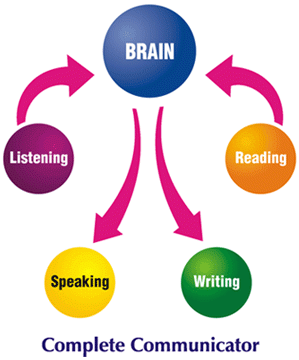 BRAIN
Listening
Reading
Speaking
Writing
Complete Communicator